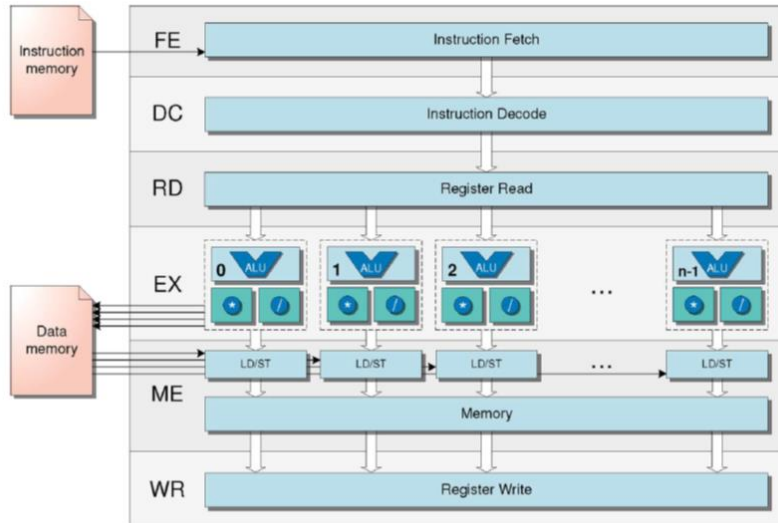 Instruction
memory
FE
Instruction Fetch
DC
Instruction Decode
RD
Register Read
EX
0 ALU
1 ALU
2 ALU
...
n-1 ALU
* /
* /
* /
* /
Data
memory
ME
LD/ST
LD/ST
LD/ST
...
LD/ST
Memory
WR
Register Write